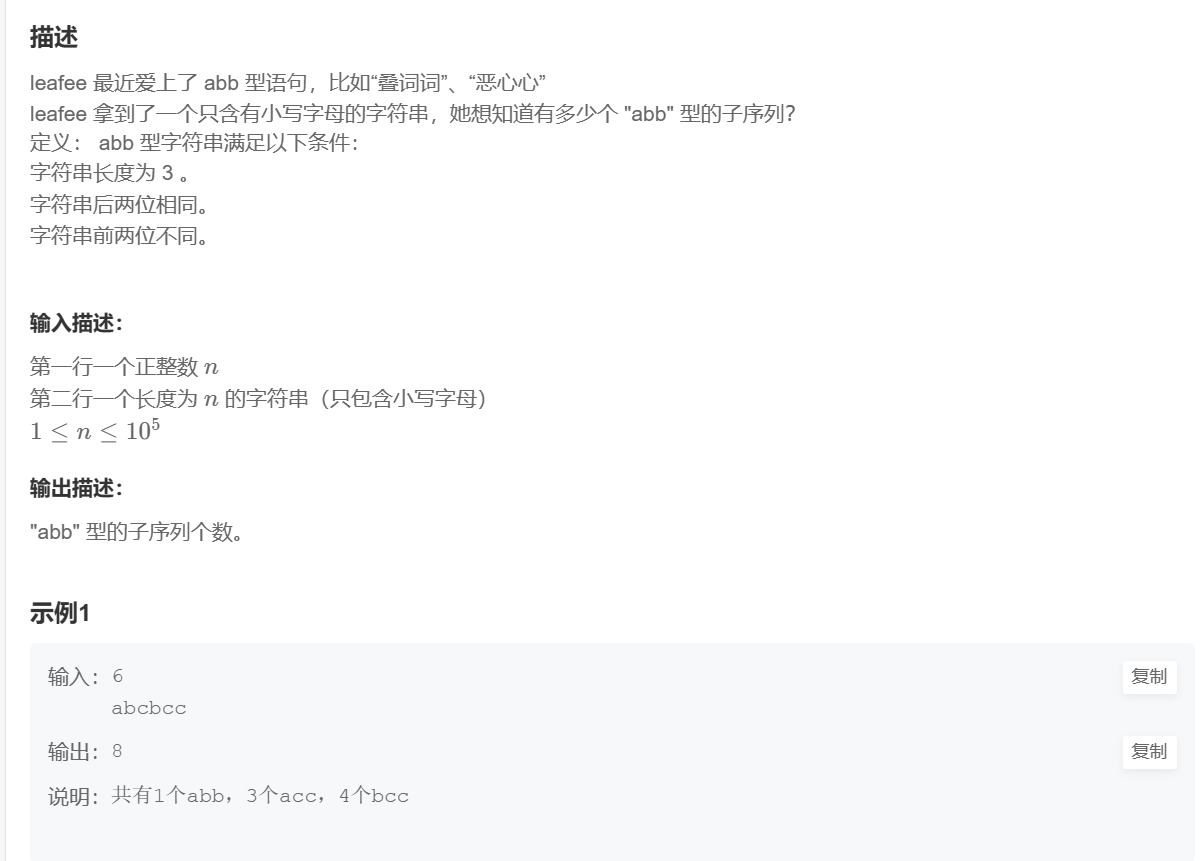 描述
leafee 最近爱上了 abb 型语句，比如“叠词词”、“恶心心”
leafee 拿到了一个只含有小写字母的字符串，她想知道有多少个 "abb" 型的子序列？
定义： abb 型字符串满足以下条件：
字符串长度为 3 。
字符串后两位相同。
字符串前两位不同。
输入描述：
第一行一个正整数 n
第二行一个长度为 n 的字符串（只包含小写字母）
1 ≤ n ≤ 10⁵
输出描述：
"abb" 型的子序列个数。
示例1
输入：6 复制
abcbcc
输出：8 复制
说明：共有1个abb，3个acc，4个bcc